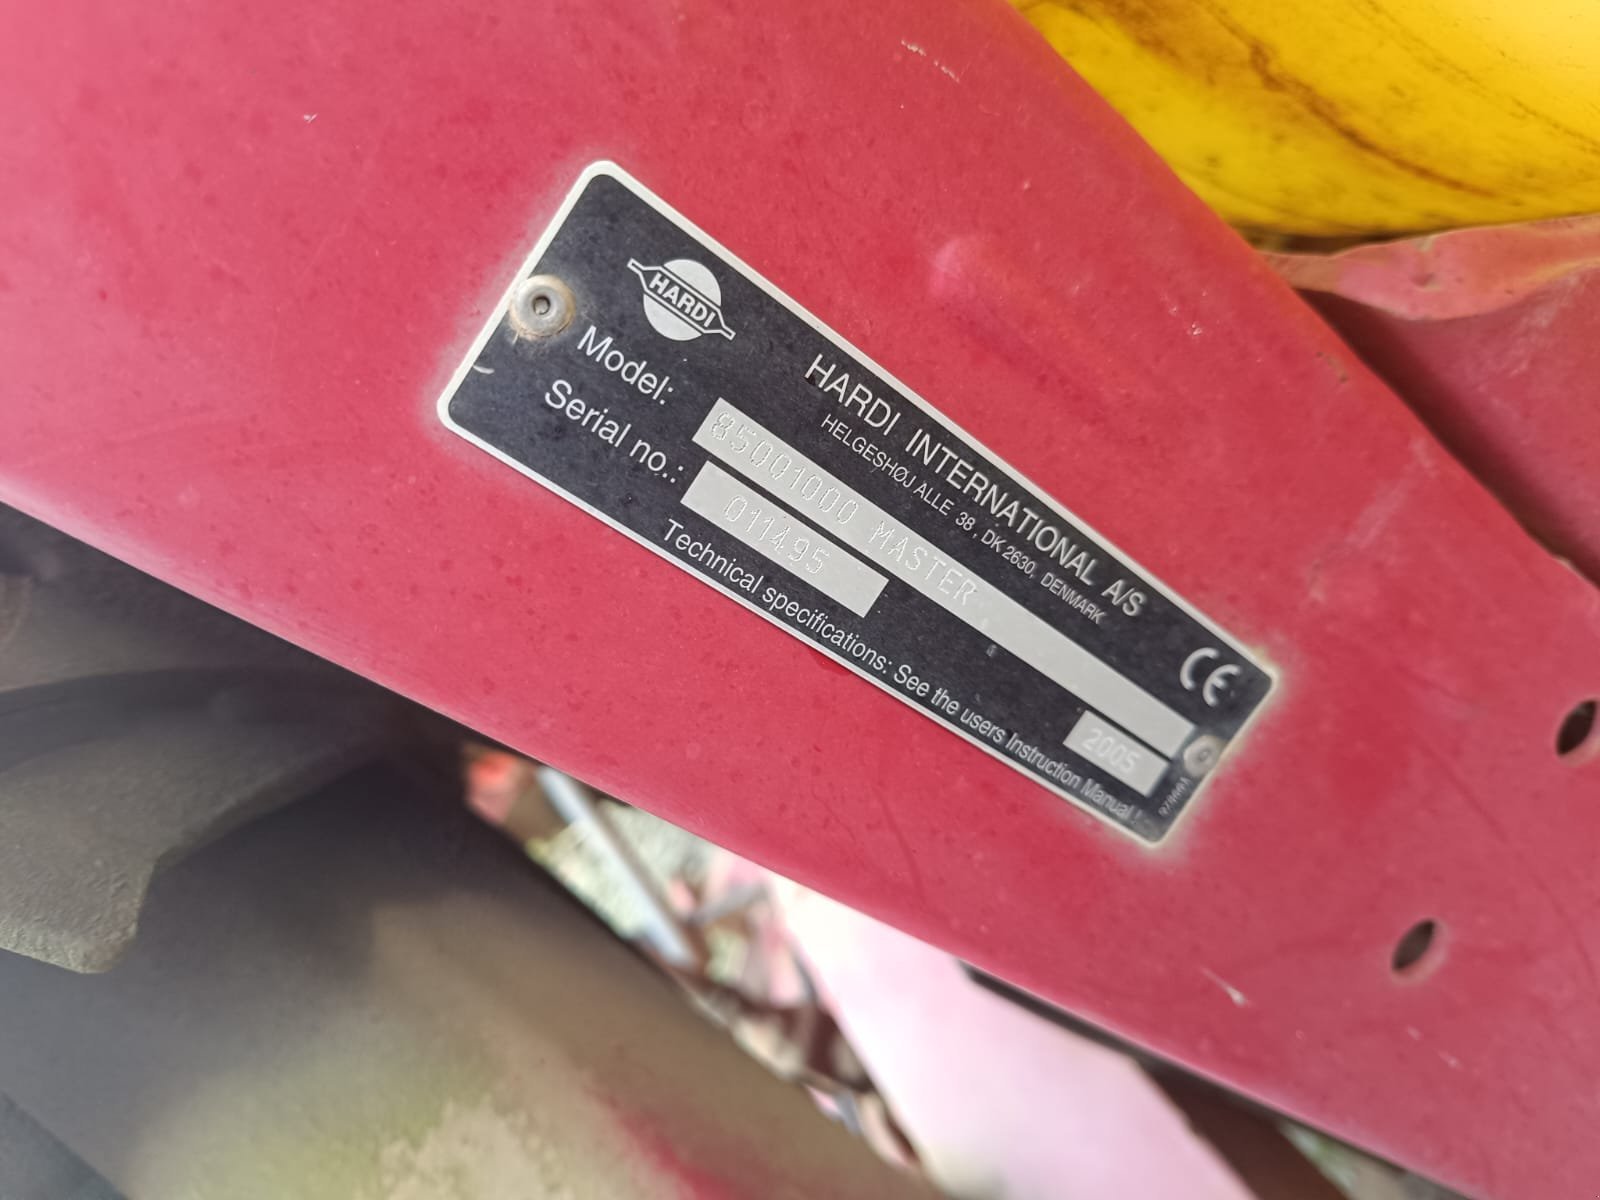 HARDI
HARDI INTERNATIONAL A/S
HELGESHØJ ALLE 38, DK 2630, DENMARK
CE
Model: 85001000 MASTER
Serial no.: 011495
2005
Technical specifications: See the users Instruction Manual !